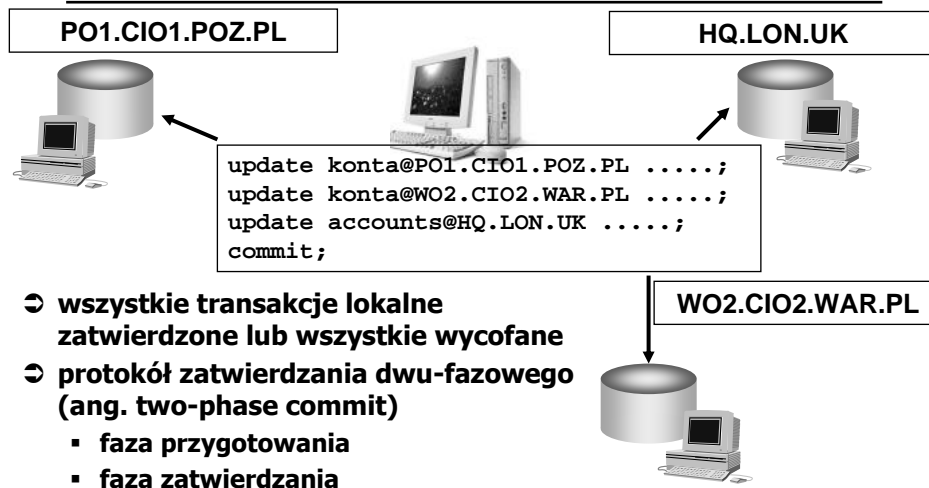 PO1.CIO1.POZ.PL
HQ.LON.UK
update konta@PO1.CIO1.POZ.PL .....;
update konta@WO2.CIO2.WAR.PL .....;
update accounts@HQ.LON.UK .....;
commit;
WO2.CIO2.WAR.PL
➲ wszystkie transakcje lokalne
zatwierdzone lub wszystkie wycofane
➲ protokół zatwierdzania dwu-fazowego
(ang. two-phase commit)
▪ faza przygotowania
▪ faza zatwierdzania